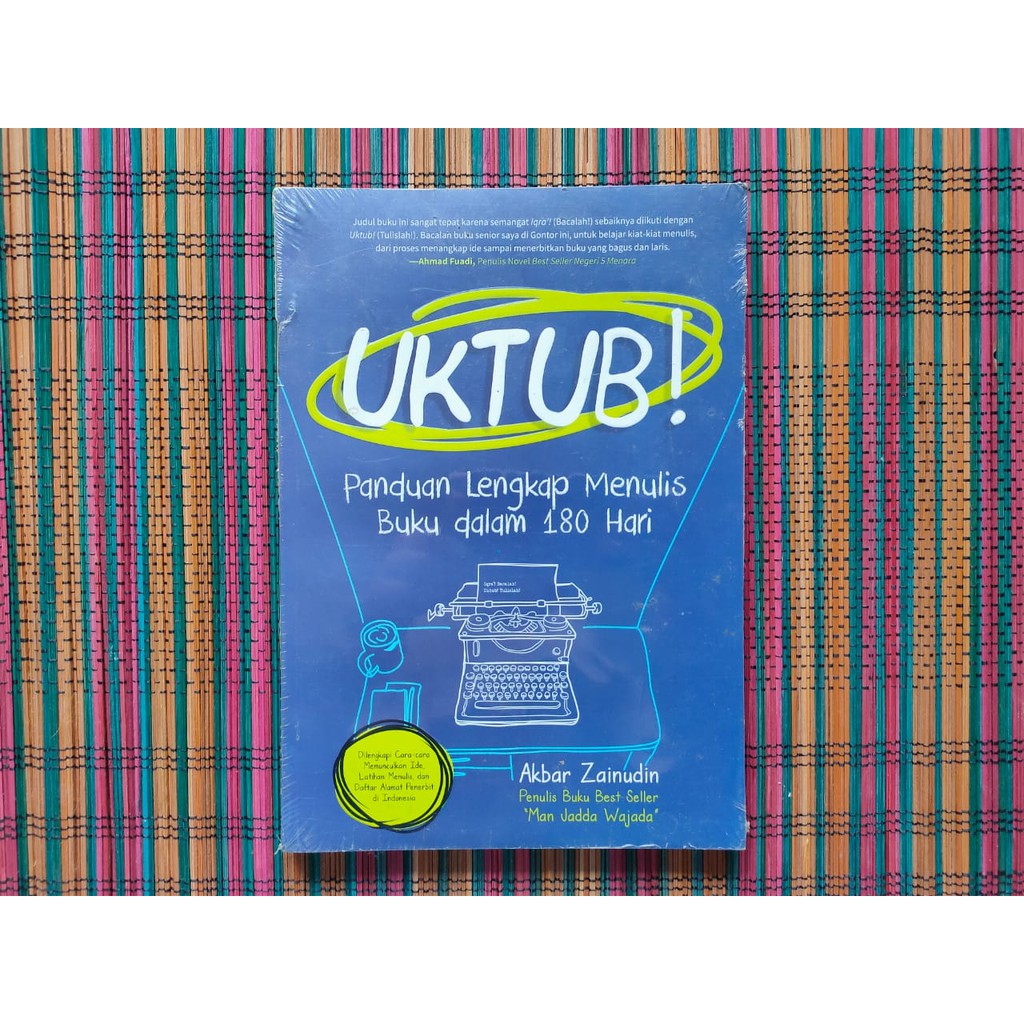 Judul buku ini sangat tepat karena semangat Iqra'! (Bacalah!) sebaiknya diikuti dengan
Uktub! (Tulislah!). Bacalan buku senior saya di Gontor ini, untuk belajar kiat-kiat menulis,
dari proses menangkap ide sampai menerbitkan buku yang bagus dan laris.
—Ahmad Fuadi, Penulis Novel Best Seller Negeri 5 Menara
UKTUB!
Panduan Lengkap Menulis
Buku dalam 180 Hari
Iqra'! Bacalah!
Uktub! Tulislah!
Dilengkapi Cara-cara
Memunculkan Ide,
Latihan Menulis, dan
Daftar Alamat Penerbit
di Indonesia
Akbar Zainudin
Penulis Buku Best Seller
"Man Jadda Wajada"